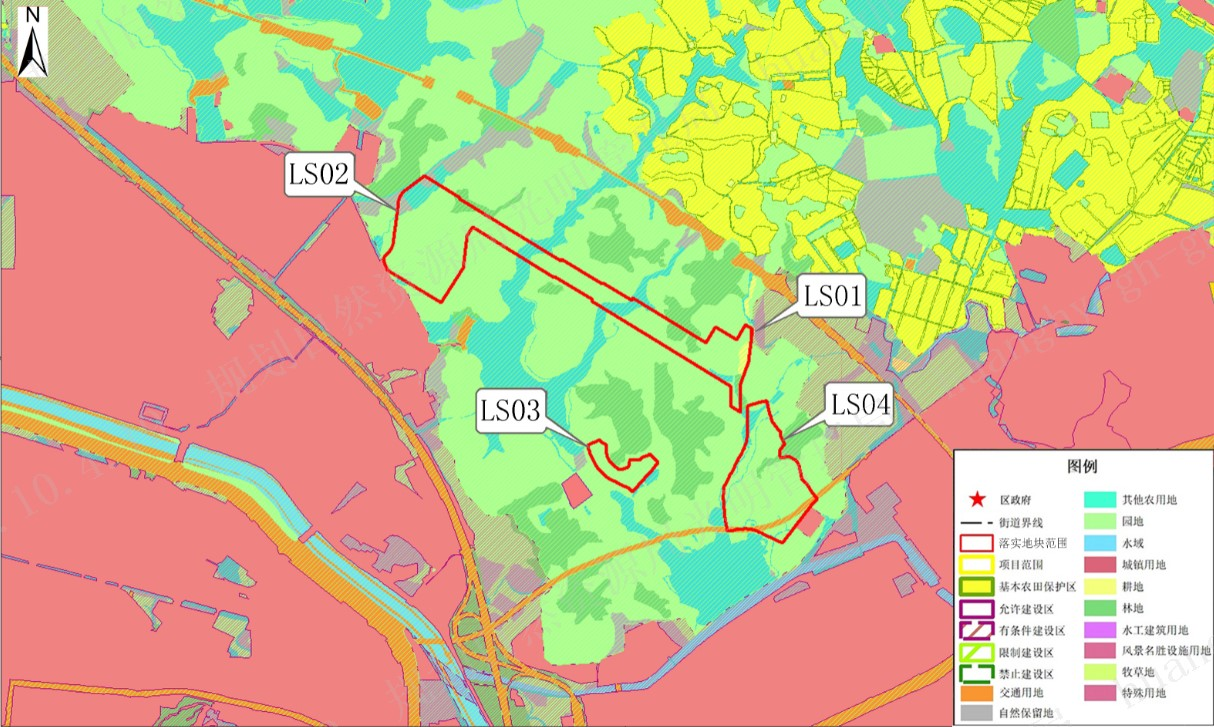 N
LS02
LS01
LS03
LS04
图例
区政府
街道界线
落实地块范围
项目范围
基本农田保护区
允许建设区
有条件建设区
限制建设区
禁止建设区
交通用地
自然保留地
其他农用地
园地
水域
城镇用地
耕地
林地
水工建筑用地
风景名胜设施用地
牧草地
特殊用地